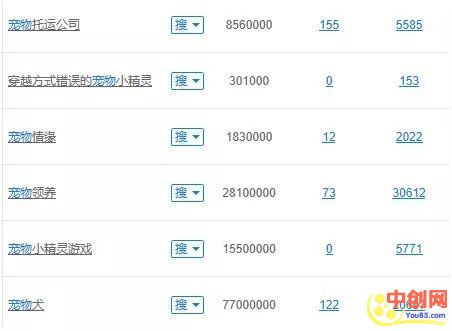 宠物托运公司 搜 8560000 155 5585
穿越方式错误的宠物小精灵 搜 301000 0 153
宠物情缘 搜 1830000 12 2022
宠物领养 搜 28100000 73 30612
宠物小精灵游戏 搜 15500000 0 5771
宠物犬 搜 77000000 122
中创网
You85.com